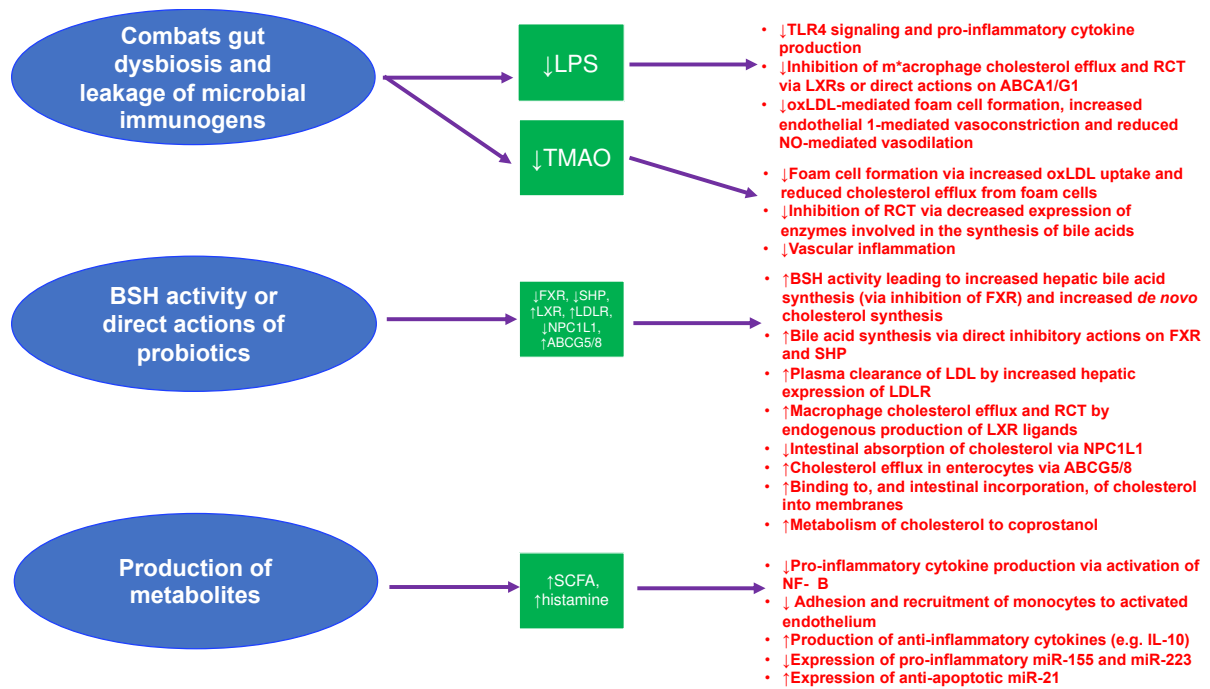 Combats gut
dysbiosis and
leakage of microbial
immunogens
↓LPS
• ↓TLR4 signaling and pro-inflammatory cytokine
production
• ↓Inhibition of m*acrophage cholesterol efflux and RCT
via LXRs or direct actions on ABCA1/G1
• ↓oxLDL-mediated foam cell formation, increased
endothelial 1-mediated vasoconstriction and reduced
NO-mediated vasodilation
↓TMAO
• ↓Foam cell formation via increased oxLDL uptake and
reduced cholesterol efflux from foam cells
• ↓Inhibition of RCT via decreased expression of
enzymes involved in the synthesis of bile acids
• ↓Vascular inflammation
BSH activity or
direct actions of
probiotics
↓FXR, ↓SHP,
↑LXR, ↑LDLR,
↓NPC1L1,
↑ABCG5/8
• ↑BSH activity leading to increased hepatic bile acid
synthesis (via inhibition of FXR) and increased de novo
cholesterol synthesis
• ↑Bile acid synthesis via direct inhibitory actions on FXR
and SHP
• ↑Plasma clearance of LDL by increased hepatic
expression of LDLR
• ↑Macrophage cholesterol efflux and RCT by
endogenous production of LXR ligands
• ↓Intestinal absorption of cholesterol via NPC1L1
• ↑Cholesterol efflux in enterocytes via ABCG5/8
• ↑Binding to, and intestinal incorporation, of cholesterol
into membranes
• ↑Metabolism of cholesterol to coprostanol
Production of
metabolites
↑SCFA,
↑histamine
• ↓Pro-inflammatory cytokine production via activation of
NF- B
• ↓ Adhesion and recruitment of monocytes to activated
endothelium
• ↑Production of anti-inflammatory cytokines (e.g. IL-10)
• ↓Expression of pro-inflammatory miR-155 and miR-223
• ↑Expression of anti-apoptotic miR-21